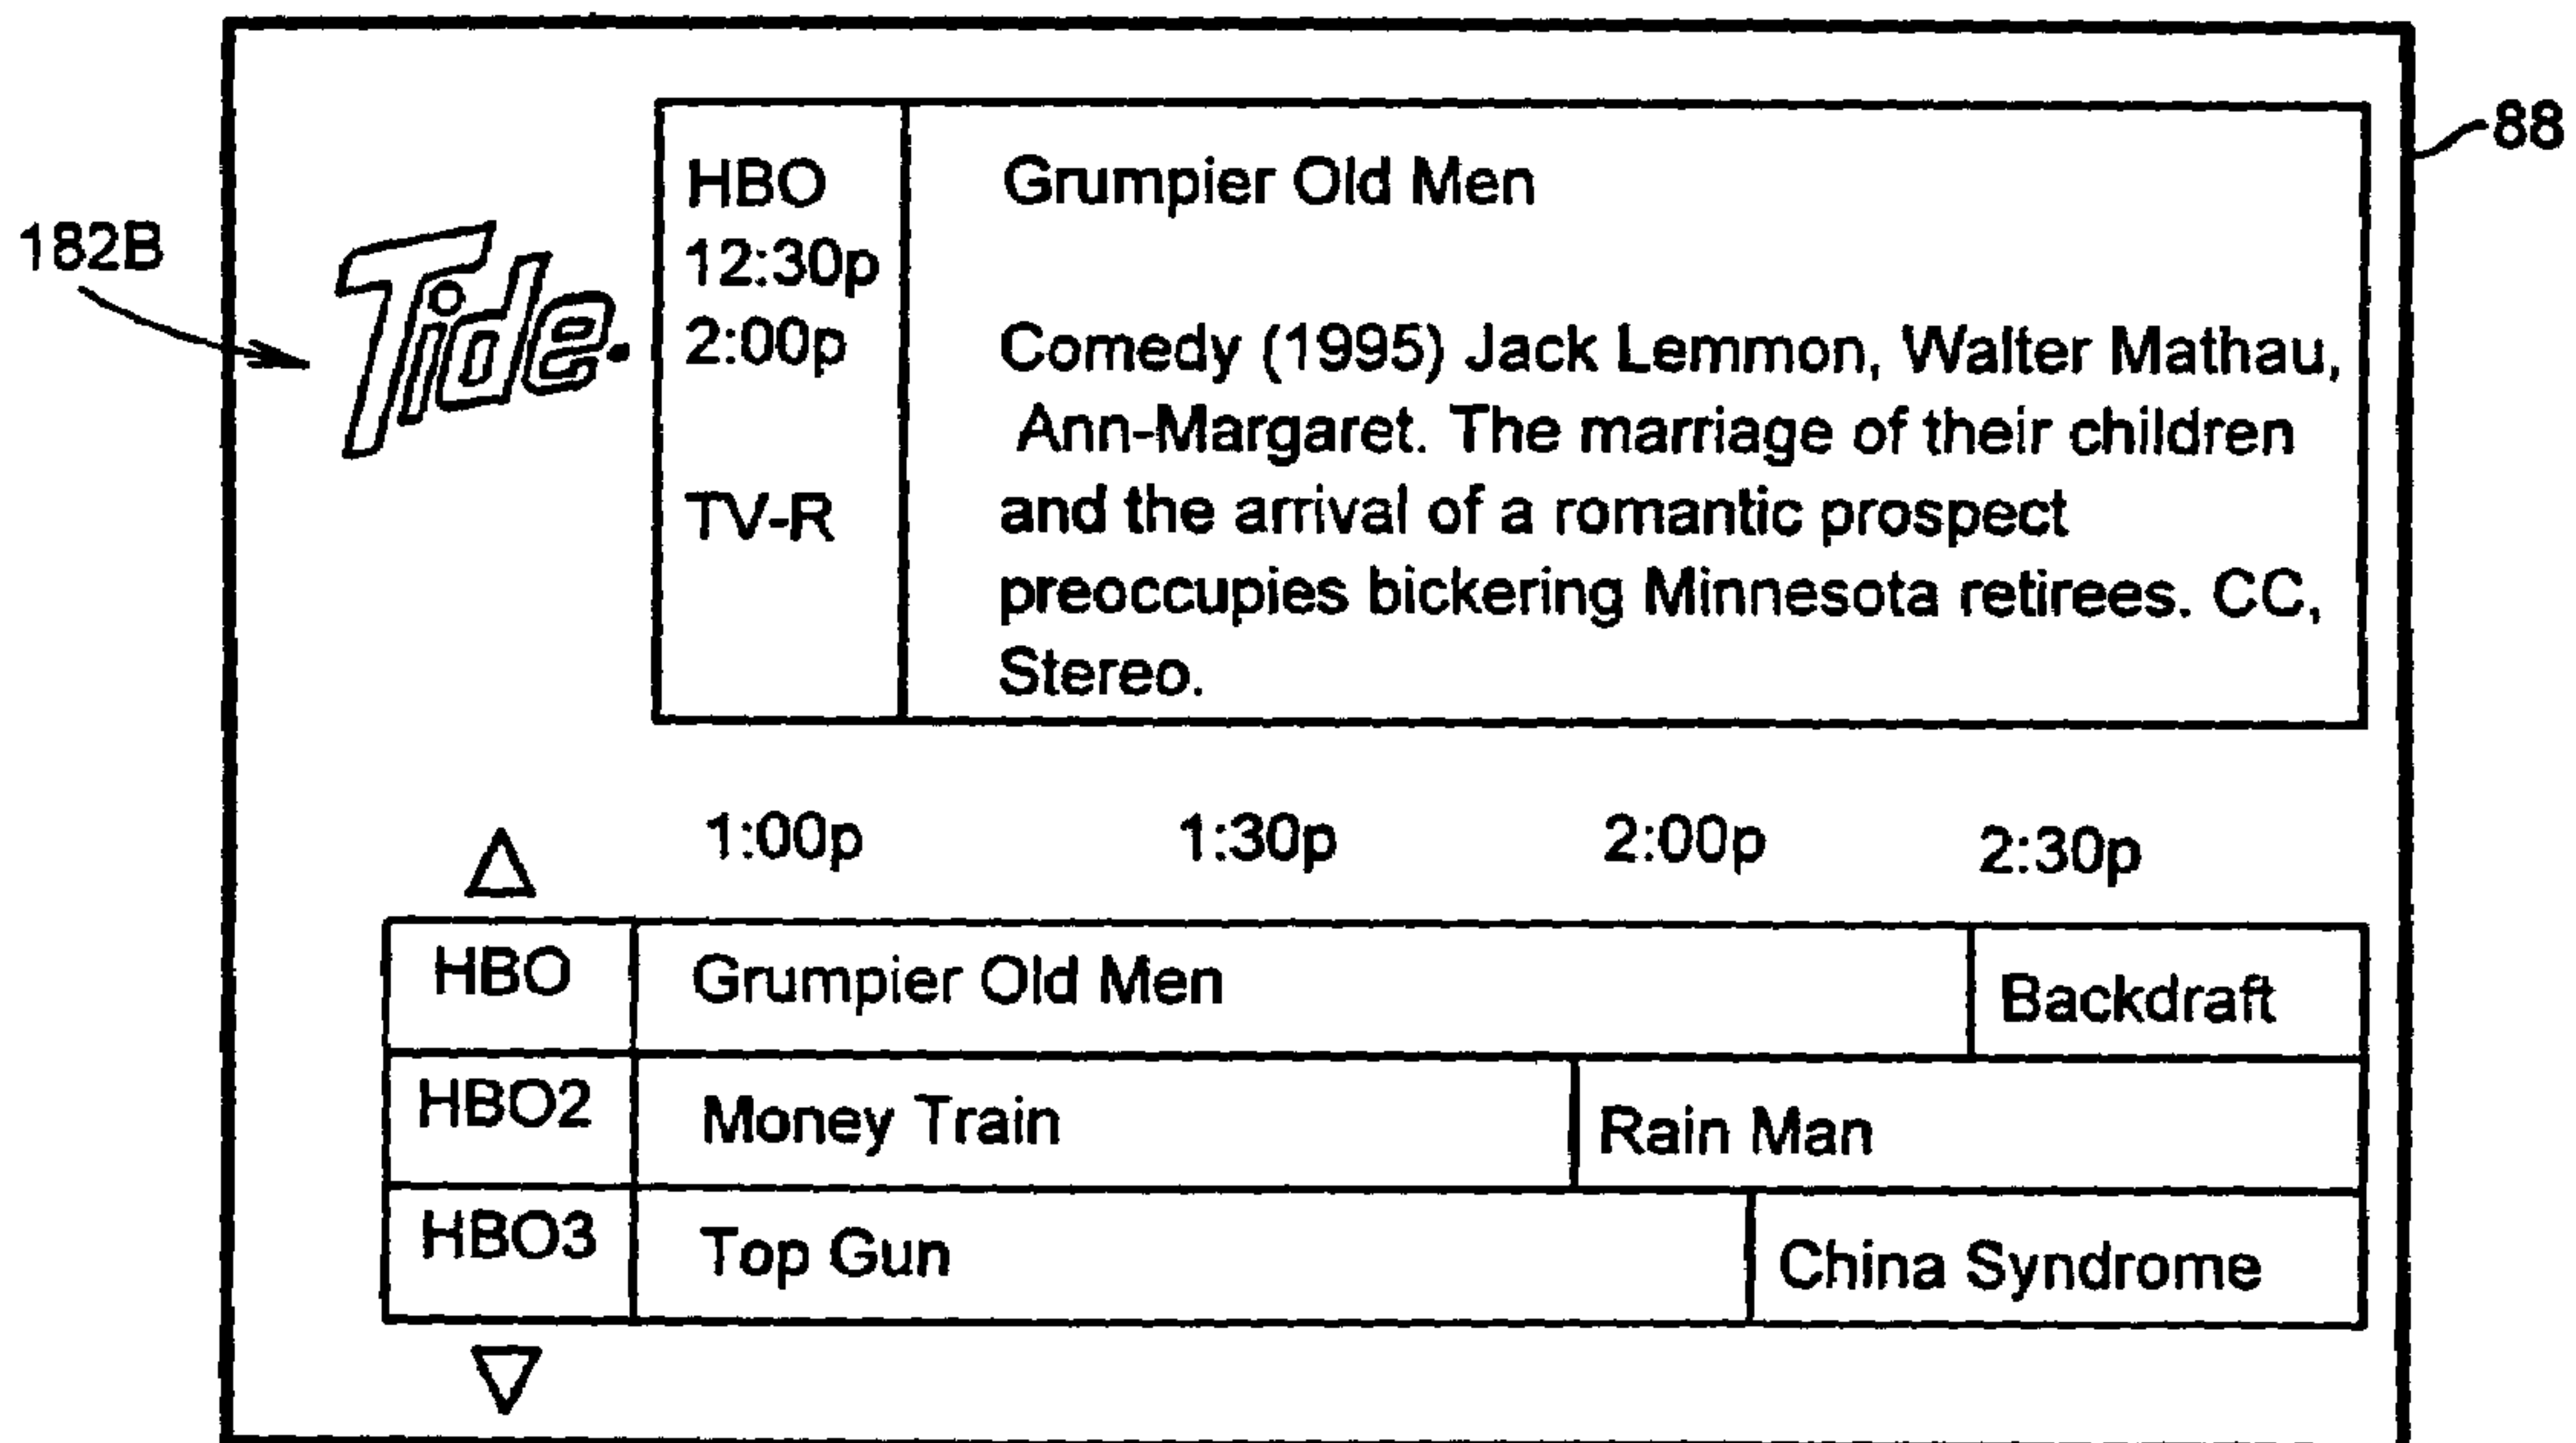 88
182B
Tide.
HBO
12:30p
2:00p
TV-R
Grumpier Old Men
Comedy (1995) Jack Lemmon, Walter Mathau,
Ann-Margaret. The marriage of their children
and the arrival of a romantic prospect
preoccupies bickering Minnesota retirees. CC,
Stereo.
1:00p 1:30p 2:00p 2:30p
HBO Grumpier Old Men Backdraft
HBO2 Money Train Rain Man
HBO3 Top Gun China Syndrome